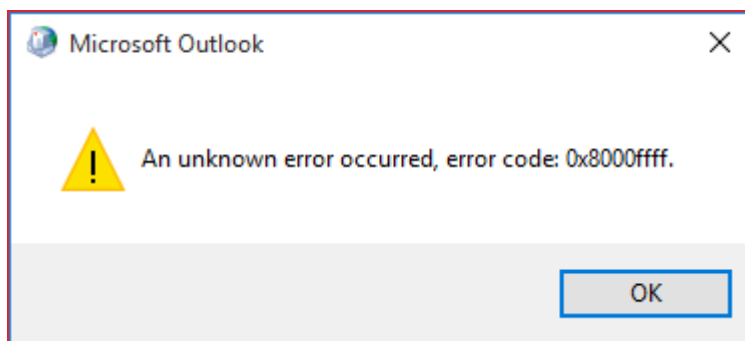 Microsoft Outlook
An unknown error occurred, error code: 0x8000ffff.
OK